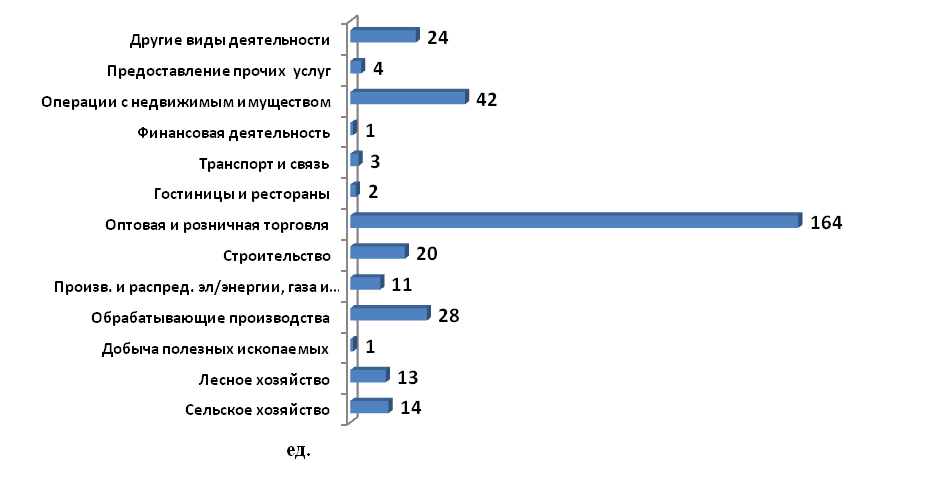 Другие виды деятельности 24
Предоставление прочих услуг 4
Операции с недвижимым имуществом 42
Финансовая деятельность 1
Транспорт и связь 3
Гостиницы и рестораны 2
Оптовая и розничная торговля 164
Строительство 20
Произв. и распред. эл/энергии, газа и... 11
Обрабатывающие производства 28
Добыча полезных ископаемых 1
Лесное хозяйство 13
Сельское хозяйство 14
ед.